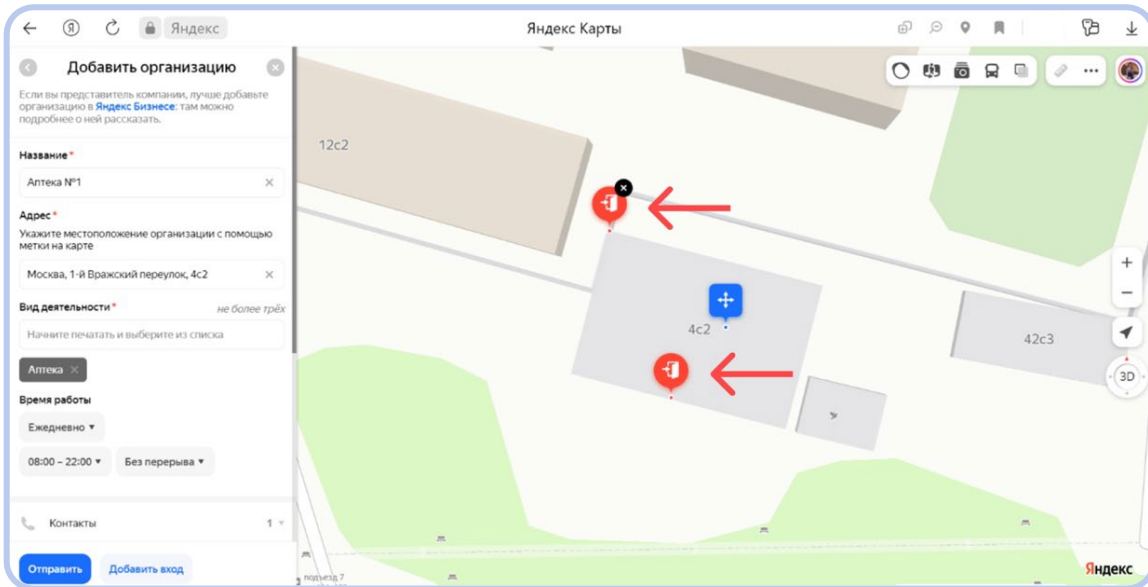 Яндекс
Яндекс Карты
Добавить организацию
Если вы представитель компании, лучше добавьте
организацию в Яндекс Бизнесе: там можно
подробнее о ней рассказать.
Название*
Аптека №1
Адрес*
Укажите местоположение организации с помощью
метки на карте
Москва, 1-й Вражский переулок, 4с2
Вид деятельности* не более трёх
Начните печатать и выберите из списка
Аптека
Время работы
Ежедневно
08:00 – 22:00 Без перерыва
Контакты 1
Отправить Добавить вход
12с2
4с2
42с3
3D
подъезд 7
Яндекс